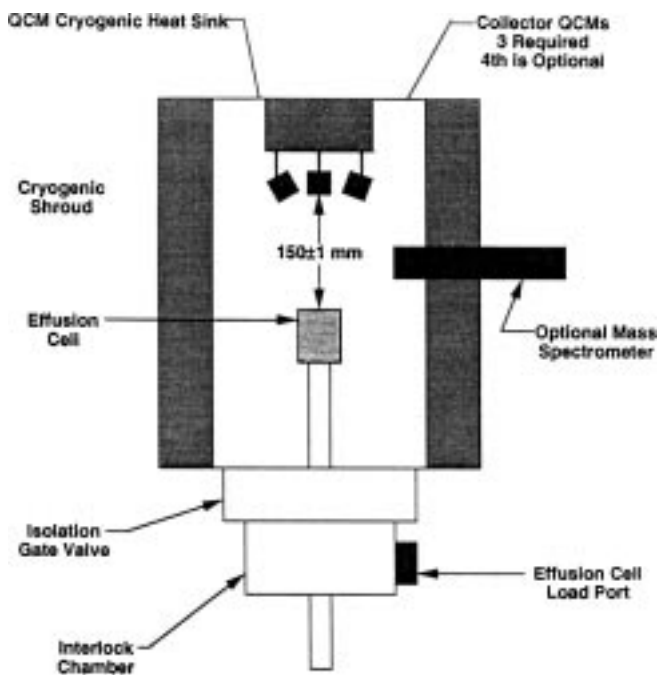 QCM Cryogenic Heat Sink
Collector QCMs
3 Required
4th is Optional
Cryogenic
Shroud
150±1 mm
Effusion
Cell
Optional Mass
Spectrometer
Isolation
Gate Valve
Effusion Cell
Load Port
Interlock
Chamber